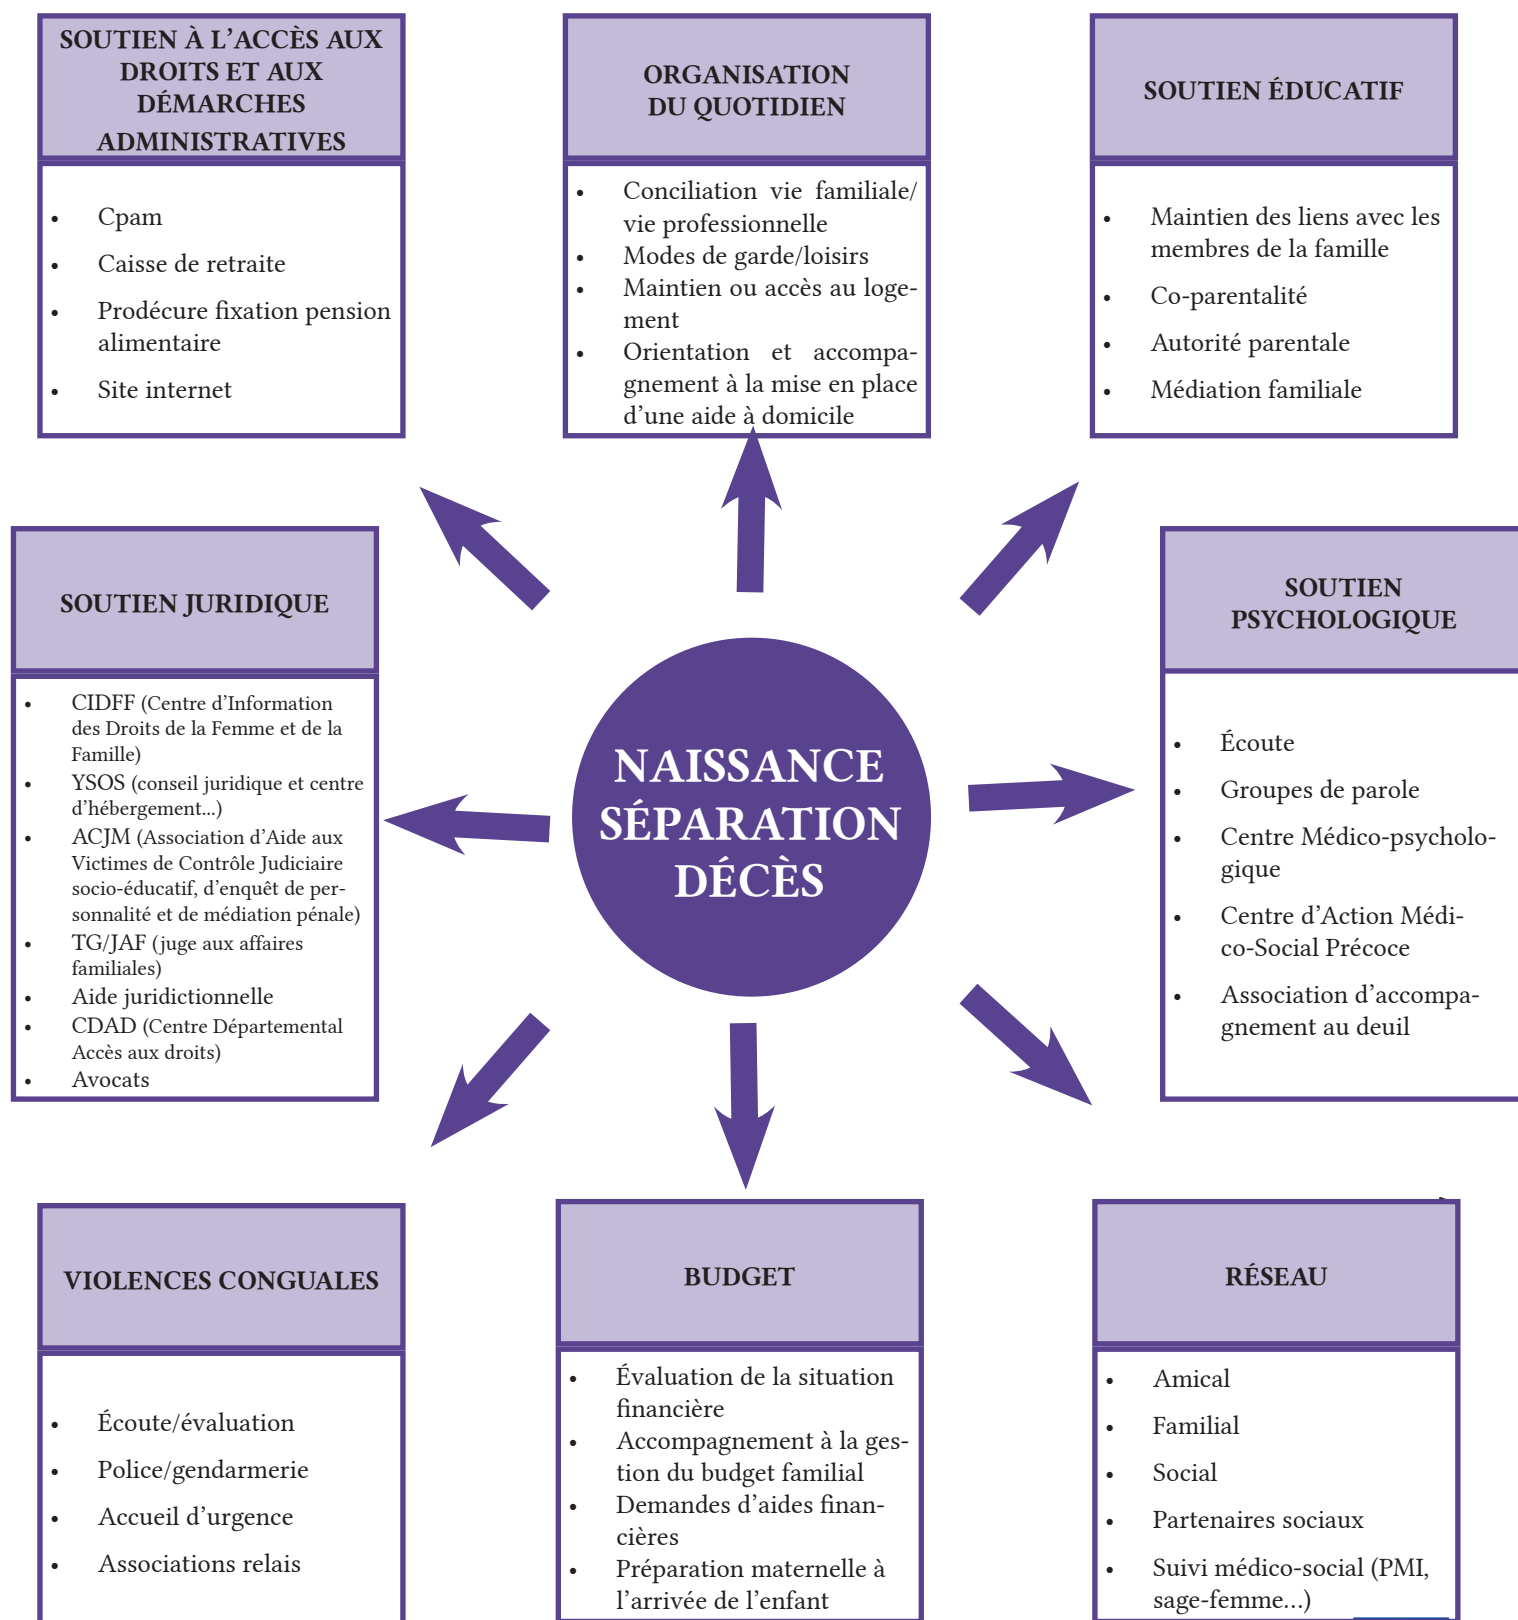 SOUTIEN À L’ACCÈS AUX
DROITS ET AUX
DÉMARCHES
ADMINISTRATIVES
•	Cpam
•	Caisse de retraite
•	Prodécure fixation pension
alimentaire
•	Site internet
ORGANISATION
DU QUOTIDIEN
•	Conciliation vie familiale/
vie professionnelle
•	Modes de garde/loisirs
•	Maintien ou accès au loge-
ment
•	Orientation et accompa-
gnement à la mise en place
d’une aide à domicile
SOUTIEN ÉDUCATIF
•	Maintien des liens avec les
membres de la famille
•	Co-parentalité
•	Autorité parentale
•	Médiation familiale
SOUTIEN JURIDIQUE
•	CIDFF (Centre d’Information
des Droits de la Femme et de la
Famille)
•	YSOS (conseil juridique et centre
d’hébergement...)
•	ACJM (Association d’Aide aux
Victimes de Contrôle Judiciaire
socio-éducatif, d’enquêt de per-
sonnalité et de médiation pénale)
•	TG/JAF (juge aux affaires
familiales)
•	Aide juridictionnelle
•	CDAD (Centre Départemental
Accès aux droits)
•	Avocats
NAISSANCE
SÉPARATION
DÉCÈS
SOUTIEN
PSYCHOLOGIQUE
•	Écoute
•	Groupes de parole
•	Centre Médico-psycholo-
gique
•	Centre d’Action Médi-
co-Social Précoce
•	Association d’accompa-
gnement au deuil
VIOLENCES CONGUALES
•	Écoute/évaluation
•	Police/gendarmerie
•	Accueil d’urgence
•	Associations relais
BUDGET
•	Évaluation de la situation
financière
•	Accompagnement à la ges-
tion du budget familial
•	Demandes d’aides finan-
cières
•	Préparation maternelle à
l’arrivée de l’enfant
RÉSEAU
•	Amical
•	Familial
•	Social
•	Partenaires sociaux
•	Suivi médico-social (PMI,
sage-femme...)